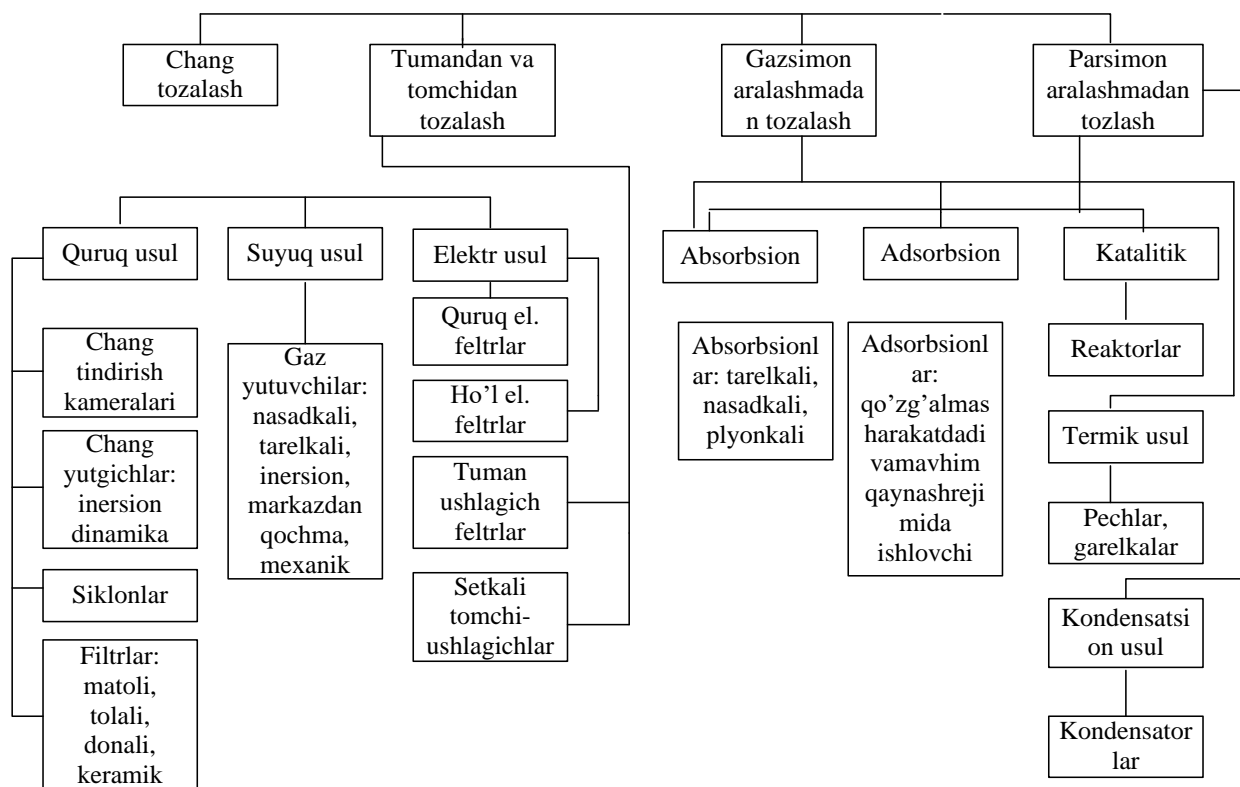 Chang
tozalash
Tumandan va
tomchidan
tozalash
Gazsimon
aralashmada
n tozalash
Parsimon
aralashmadan
tozlash
Quruq usul
Suyuq usul
Elektr usul
Absorbsion
Adsorbsion
Katalitik
Chang
tindirish
kameralari
Chang
yutgichlar:
inersion
dinamika
Siklonlar
Filtrlar:
matoli,
tolali,
donali,
keramik
Gaz
yutuvchilar:
nasadkali,
tarelkali,
inersion,
markazdan
qochma,
mexanik
Quruq el.
feltrlar
Ho’l el.
feltrlar
Tuman
ushlagich
feltrlar
Setkali
tomchi-
ushlagichlar
Absorbsionl
ar: tarelkali,
nasadkali,
plyonkali
Adsorbsionl
ar:
qo’zg’almas
harakatdadi
vamavhim
qaynashreji
mida
ishlovchi
Reaktorlar
Termik usul
Pechlar,
garelkalar
Kondensatsi
on usul
Kondensator
lar